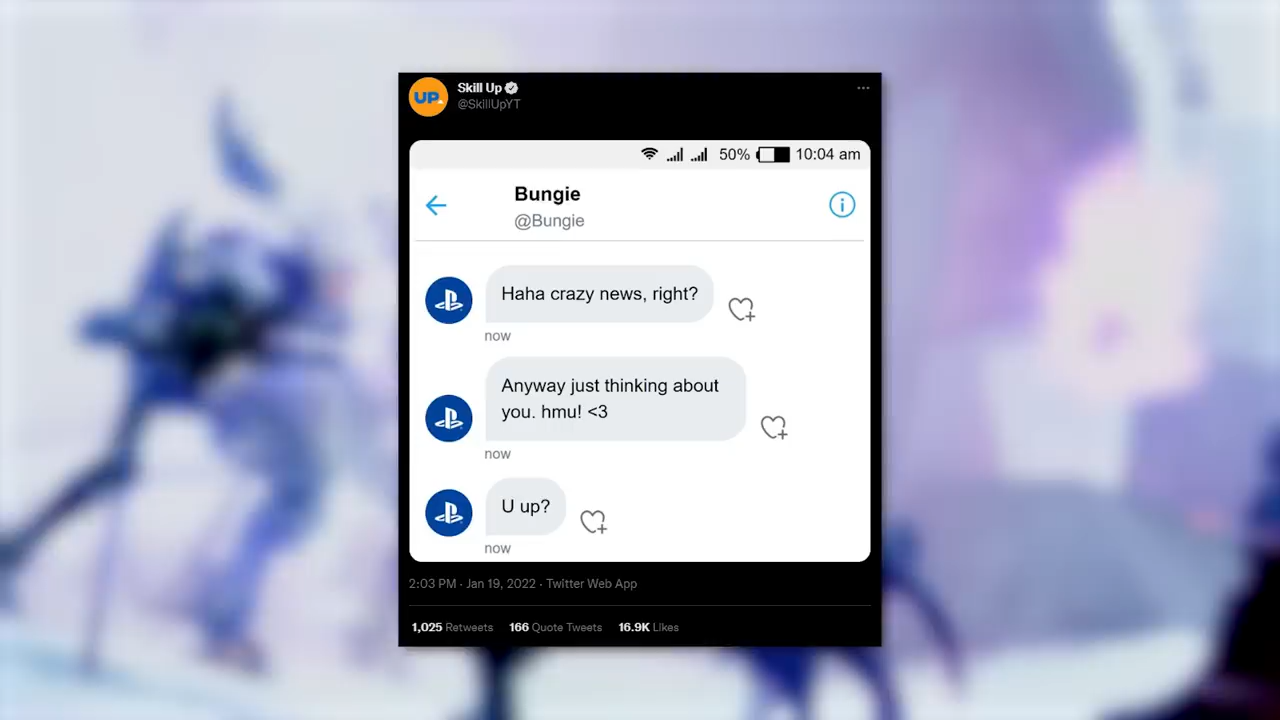 Skill Up
@SkillUpYT
UP
50% 10:04 am
Bungie
@Bungie
Haha crazy news, right?
now
Anyway just thinking about
you. hmu! <3
now
U up?
now
2:03 PM · Jan 19, 2022 · Twitter Web App
1,025 Retweets 166 Quote Tweets 16.9K Likes